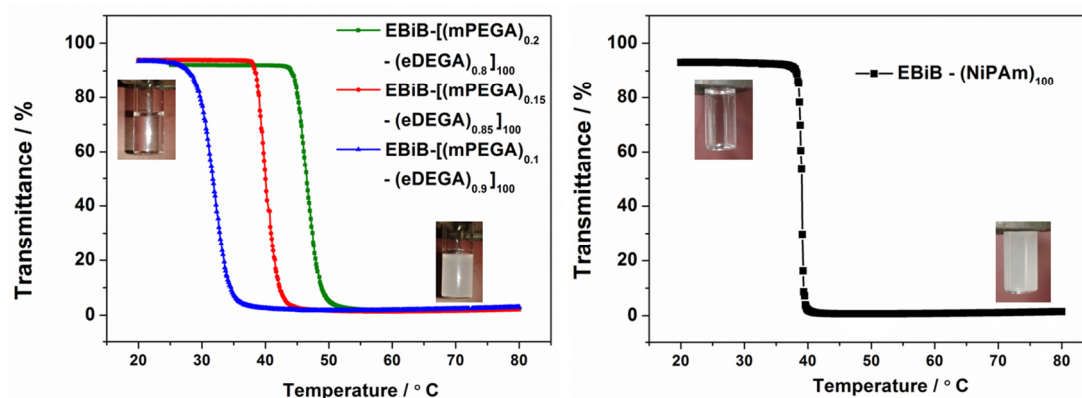 EBiB-[(mPEGA)0.2
- (eDEGA)0.8]100
EBiB-[(mPEGA)0.15
- (eDEGA)0.85]100
EBiB-[(mPEGA)0.1
- (eDEGA)0.9]100
100
80
60
40
20
0
Transmittance / %
20 30 40 50 60 70 80
Temperature / ° C
EBiB - (NiPAm)100
100
80
60
40
20
0
Transmittance / %
20 30 40 50 60 70 80
Temperature / ° C